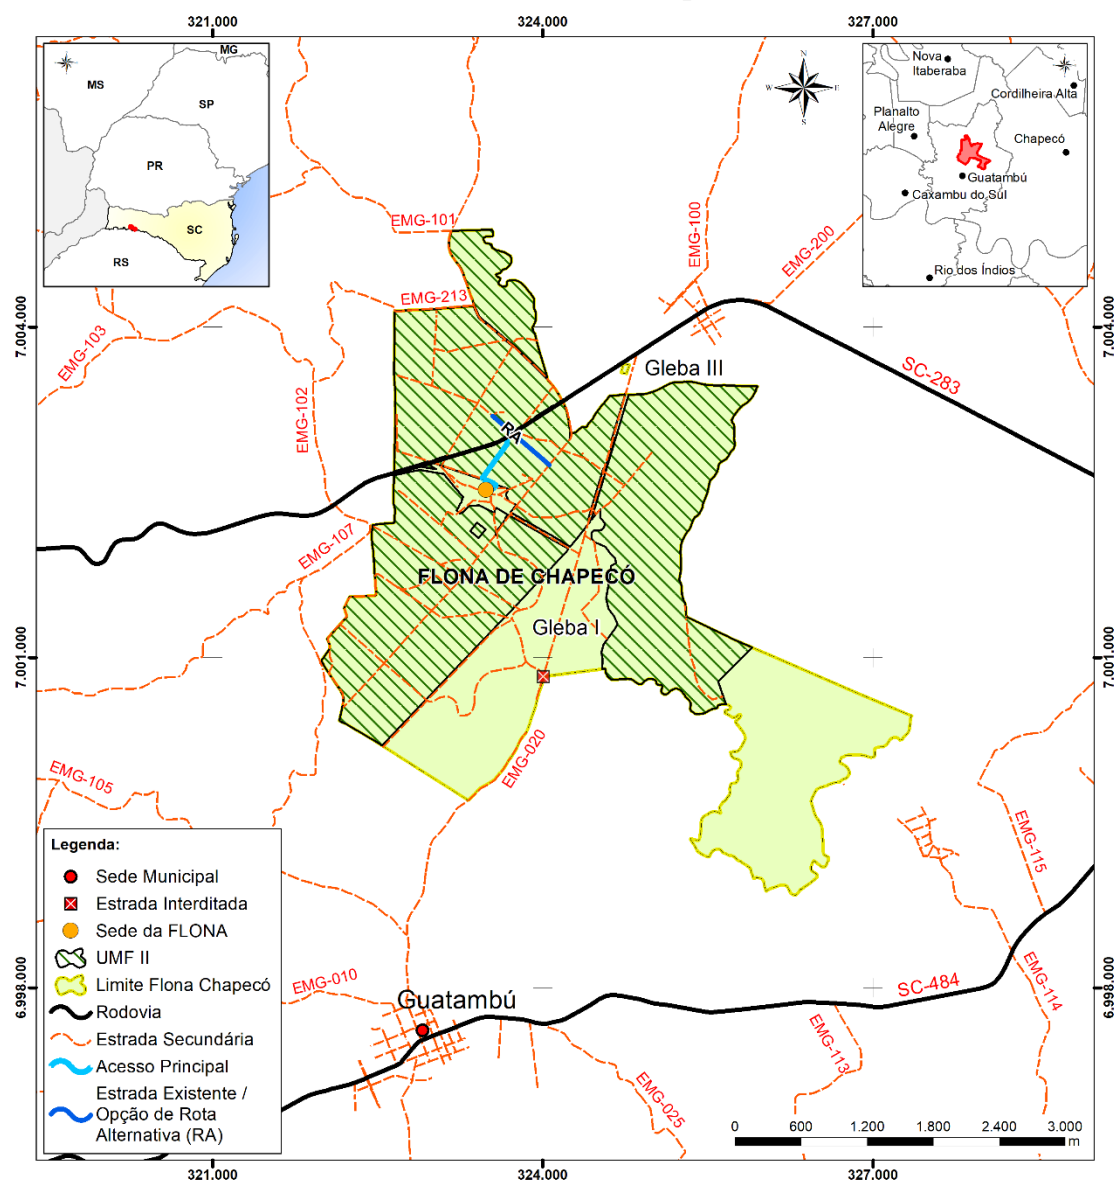 321.000
324.000
327.000
MG
MS
SP
PR
SC
RS
N
W
E
S
Nova
Itaberaba
Cordilheira Alta
Planalto
Alegre
Chapecó
Guatambú
Caxambu do Sul
Rio dos Índios
EMG-101
EMG-100
EMG-200
EMG-213
7.004.000
7.004.000
EMG-103
EMG-102
Gleba III
SC-283
RA
EMG-107
FLONA DE CHAPECÓ
Gleba I
7.001.000
7.001.000
EMG-020
EMG-105
EMG-115
Legenda:
Sede Municipal
Estrada Interditada
Sede da FLONA
UMF II
Limite Flona Chapecó
Rodovia
Estrada Secundária
Acesso Principal
Estrada Existente /
Opção de Rota
Alternativa (RA)
EMG-010
Guatambú
SC-484
EMG-114
6.998.000
6.998.000
EMG-113
EMG-025
0 600 1.200 1.800 2.400 3.000
m
321.000
324.000
327.000